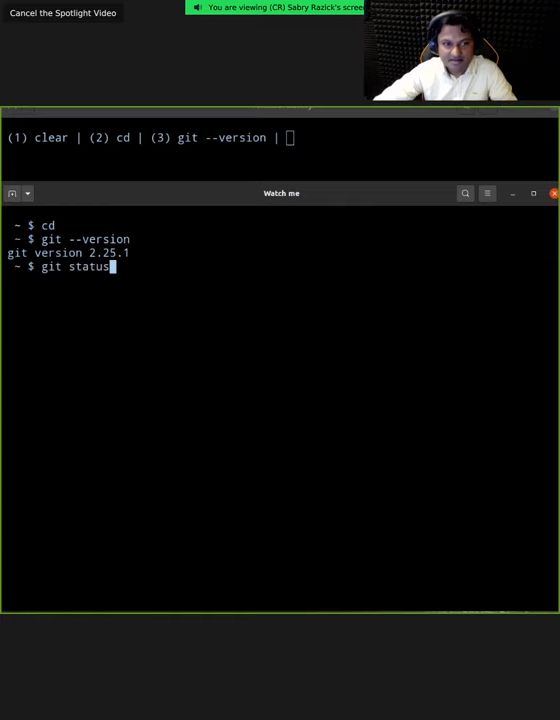 Cancel the Spotlight Video
You are viewing (CR) Sabry Razick's scree
(1) clear | (2) cd | (3) git --version |
Watch me
~ $ cd
~ $ git --version
git version 2.25.1
~ $ git status